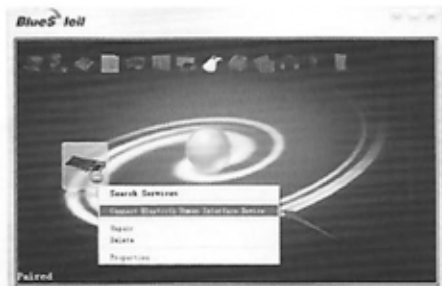 BlueSoleil
Search Services
Connect Bluetooth Human Interface Device
Repair
Delete
Properties
Paired